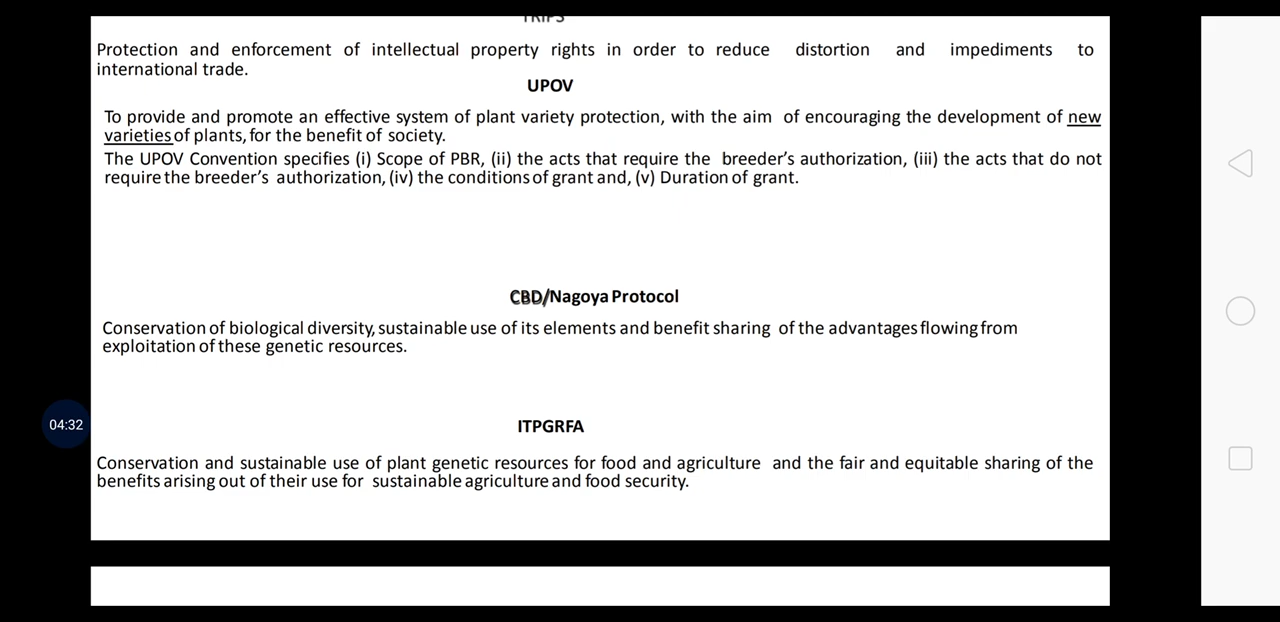 TRIPS
Protection and enforcement of intellectual property rights in order to reduce distortion and impediments to
international trade.
UPOV
To provide and promote an effective system of plant variety protection, with the aim of encouraging the development of new
varieties of plants, for the benefit of society.
The UPOV Convention specifies (i) Scope of PBR, (ii) the acts that require the breeder's authorization, (iii) the acts that do not
require the breeder's authorization, (iv) the conditions of grant and, (v) Duration of grant.
CBD/Nagoya Protocol
Conservation of biological diversity, sustainable use of its elements and benefit sharing of the advantages flowing from
exploitation of these genetic resources.
04:32
ITPGRFA
Conservation and sustainable use of plant genetic resources for food and agriculture and the fair and equitable sharing of the
benefits arising out of their use for sustainable agriculture and food security.